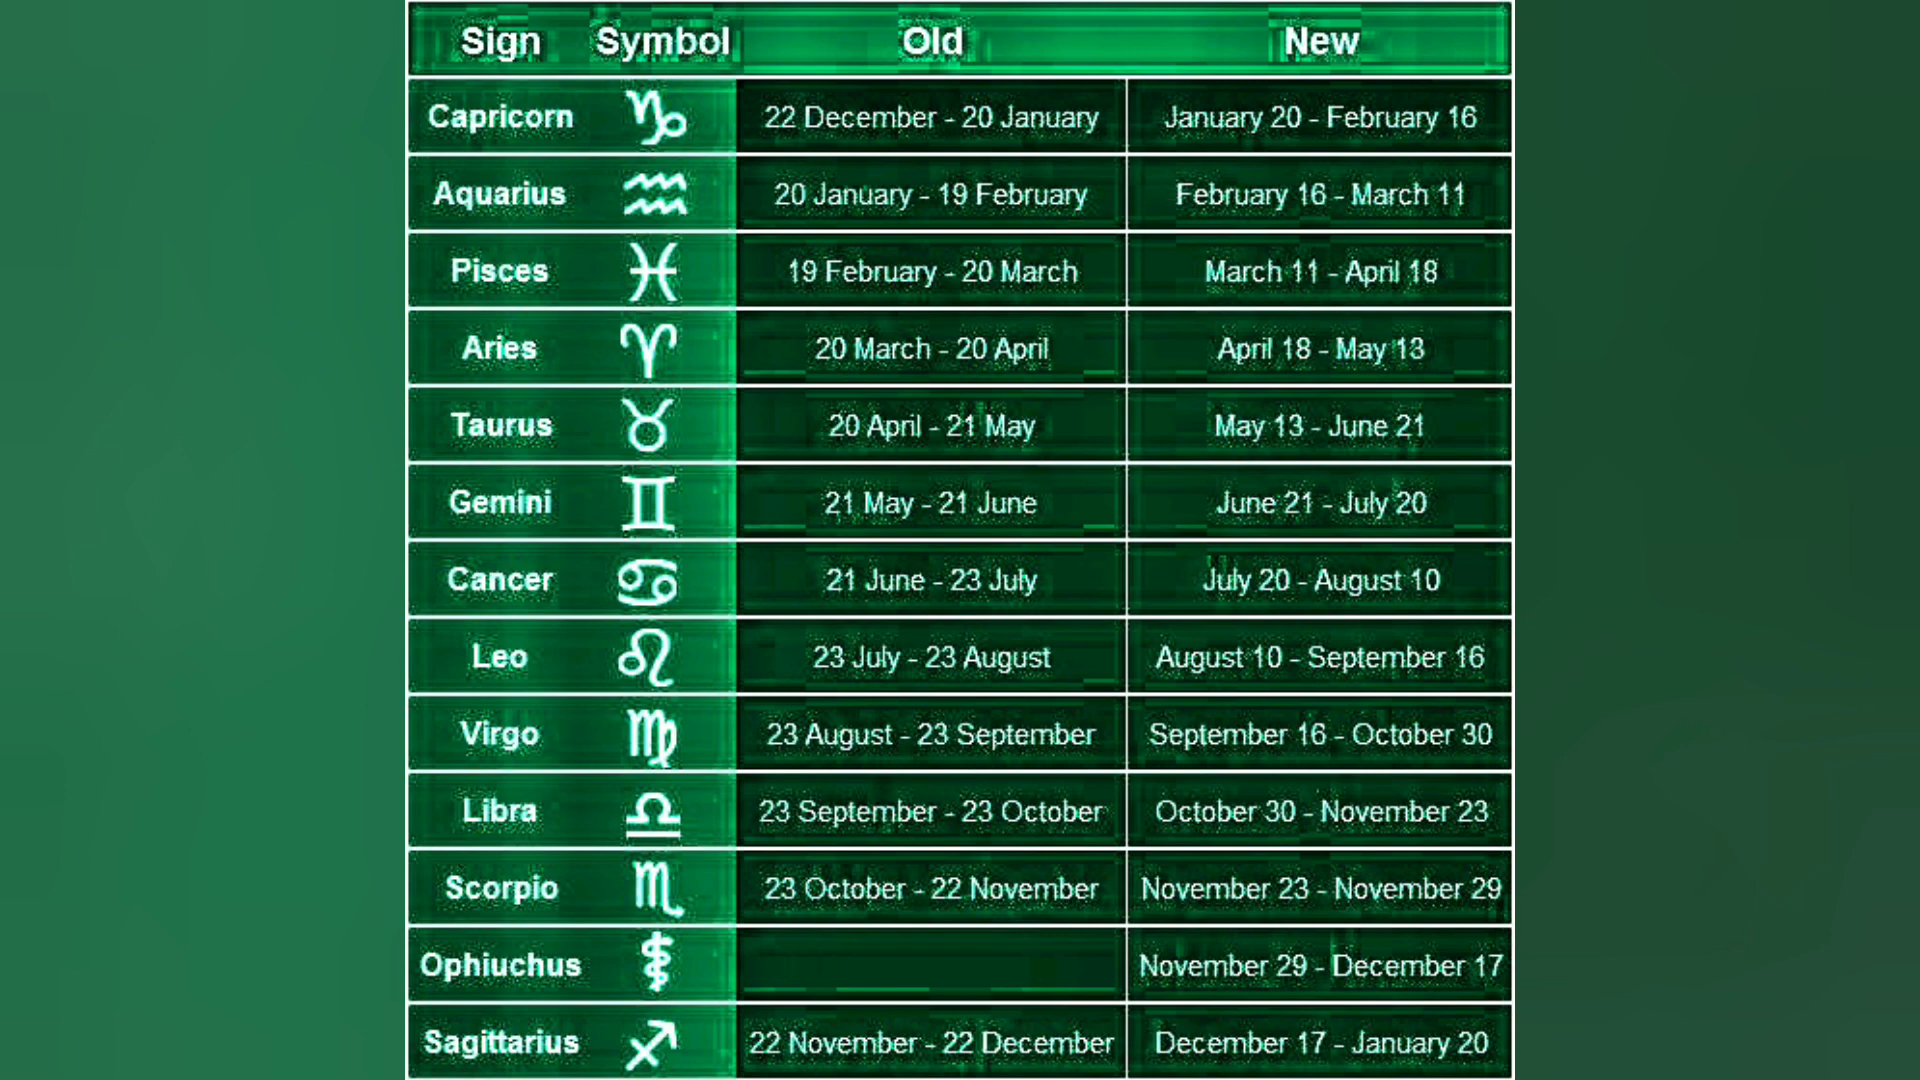 Sign Symbol Old New
Capricorn ♑ 22 December - 20 January January 20 - February 16
Aquarius ♒ 20 January - 19 February February 16 - March 11
Pisces ♓ 19 February - 20 March March 11 - April 18
Aries ♈ 20 March - 20 April April 18 - May 13
Taurus ♉ 20 April - 21 May May 13 - June 21
Gemini ♊ 21 May - 21 June June 21 - July 20
Cancer ♋ 21 June - 23 July July 20 - August 10
Leo ♌ 23 July - 23 August August 10 - September 16
Virgo ♍ 23 August - 23 September September 16 - October 30
Libra ♎ 23 September - 23 October October 30 - November 23
Scorpio ♏ 23 October - 22 November November 23 - November 29
Ophiuchus November 29 - December 17
Sagittarius ♐ 22 November - 22 December December 17 - January 20